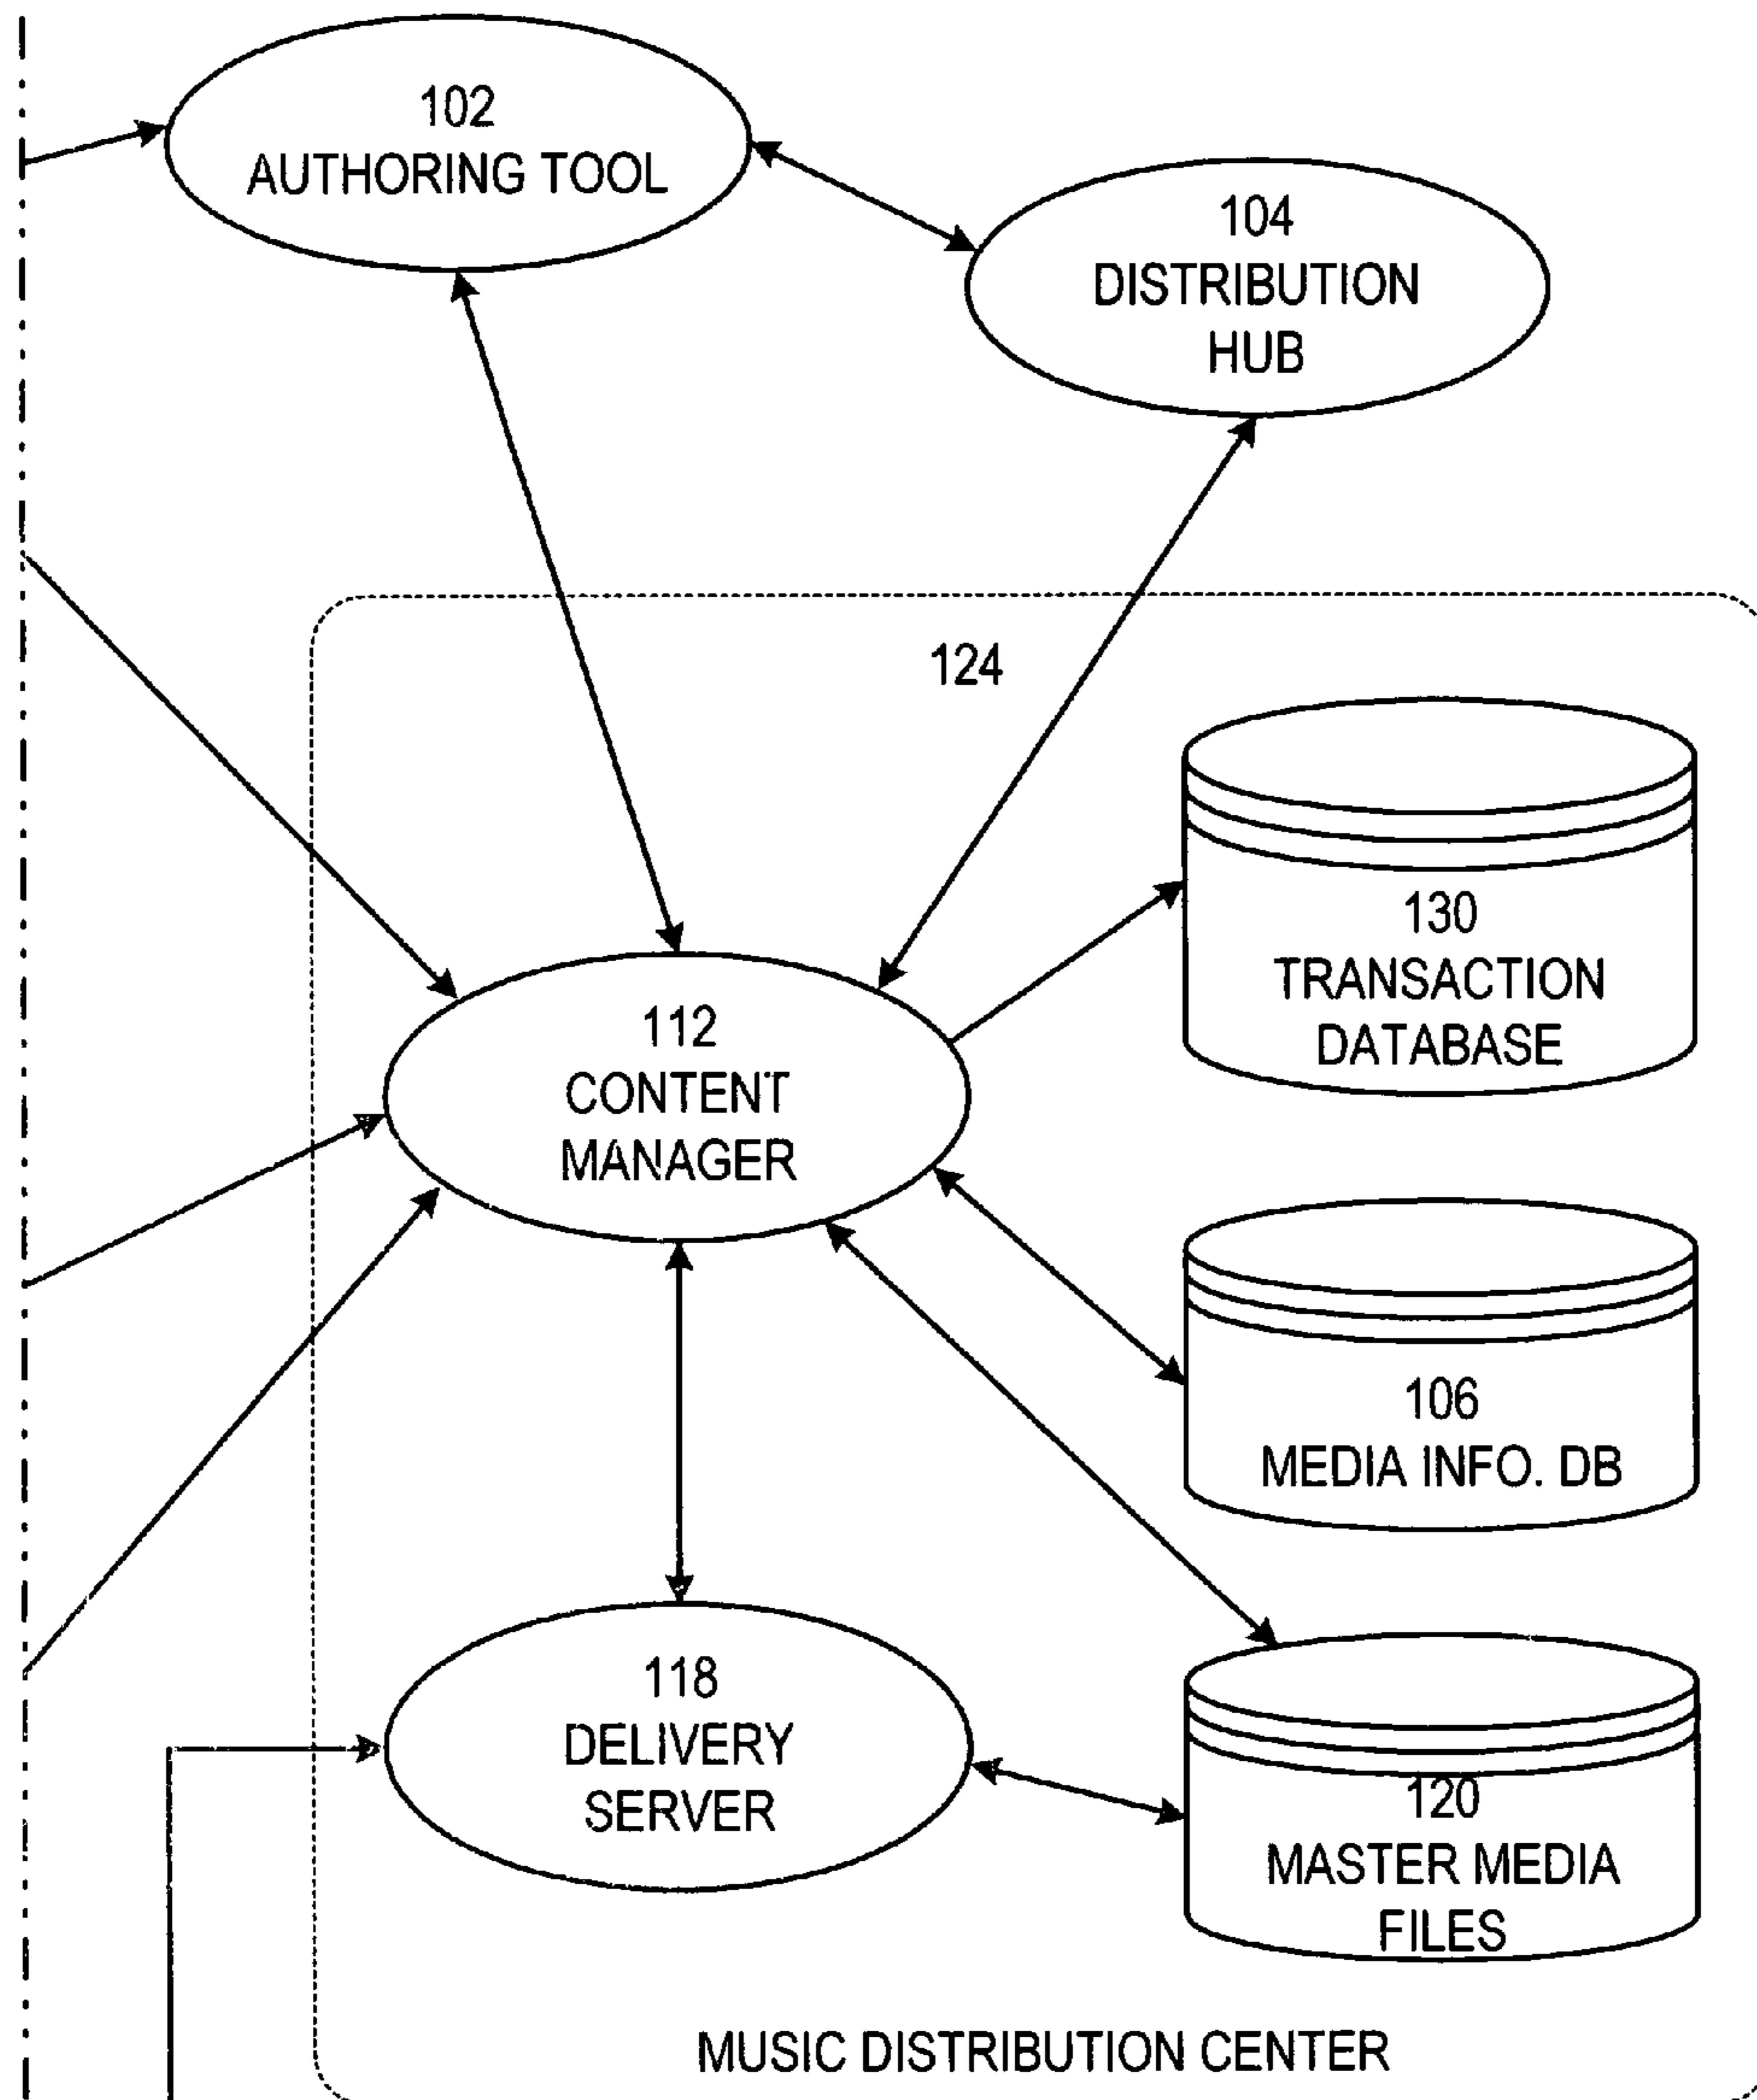 102
AUTHORING TOOL
104
DISTRIBUTION
HUB
124
130
TRANSACTION
DATABASE
112
CONTENT
MANAGER
106
MEDIA INFO. DB
118
DELIVERY
SERVER
120
MASTER MEDIA
FILES
MUSIC DISTRIBUTION CENTER